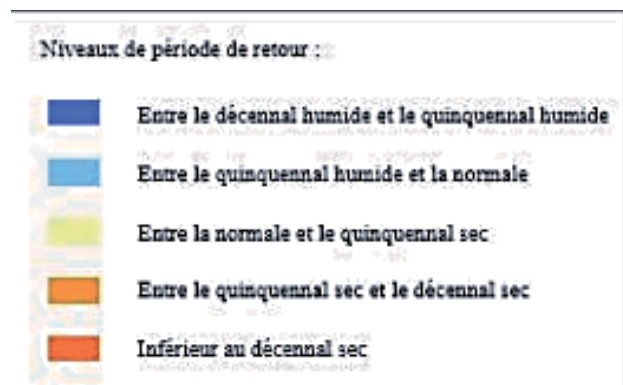 Niveaux de période de retour :
Entre le décennal humide et le quinquennal humide
Entre le quinquennal humide et la normale
Entre la normale et le quinquennal sec
Entre le quinquennal sec et le décennal sec
Inférieur au décennal sec